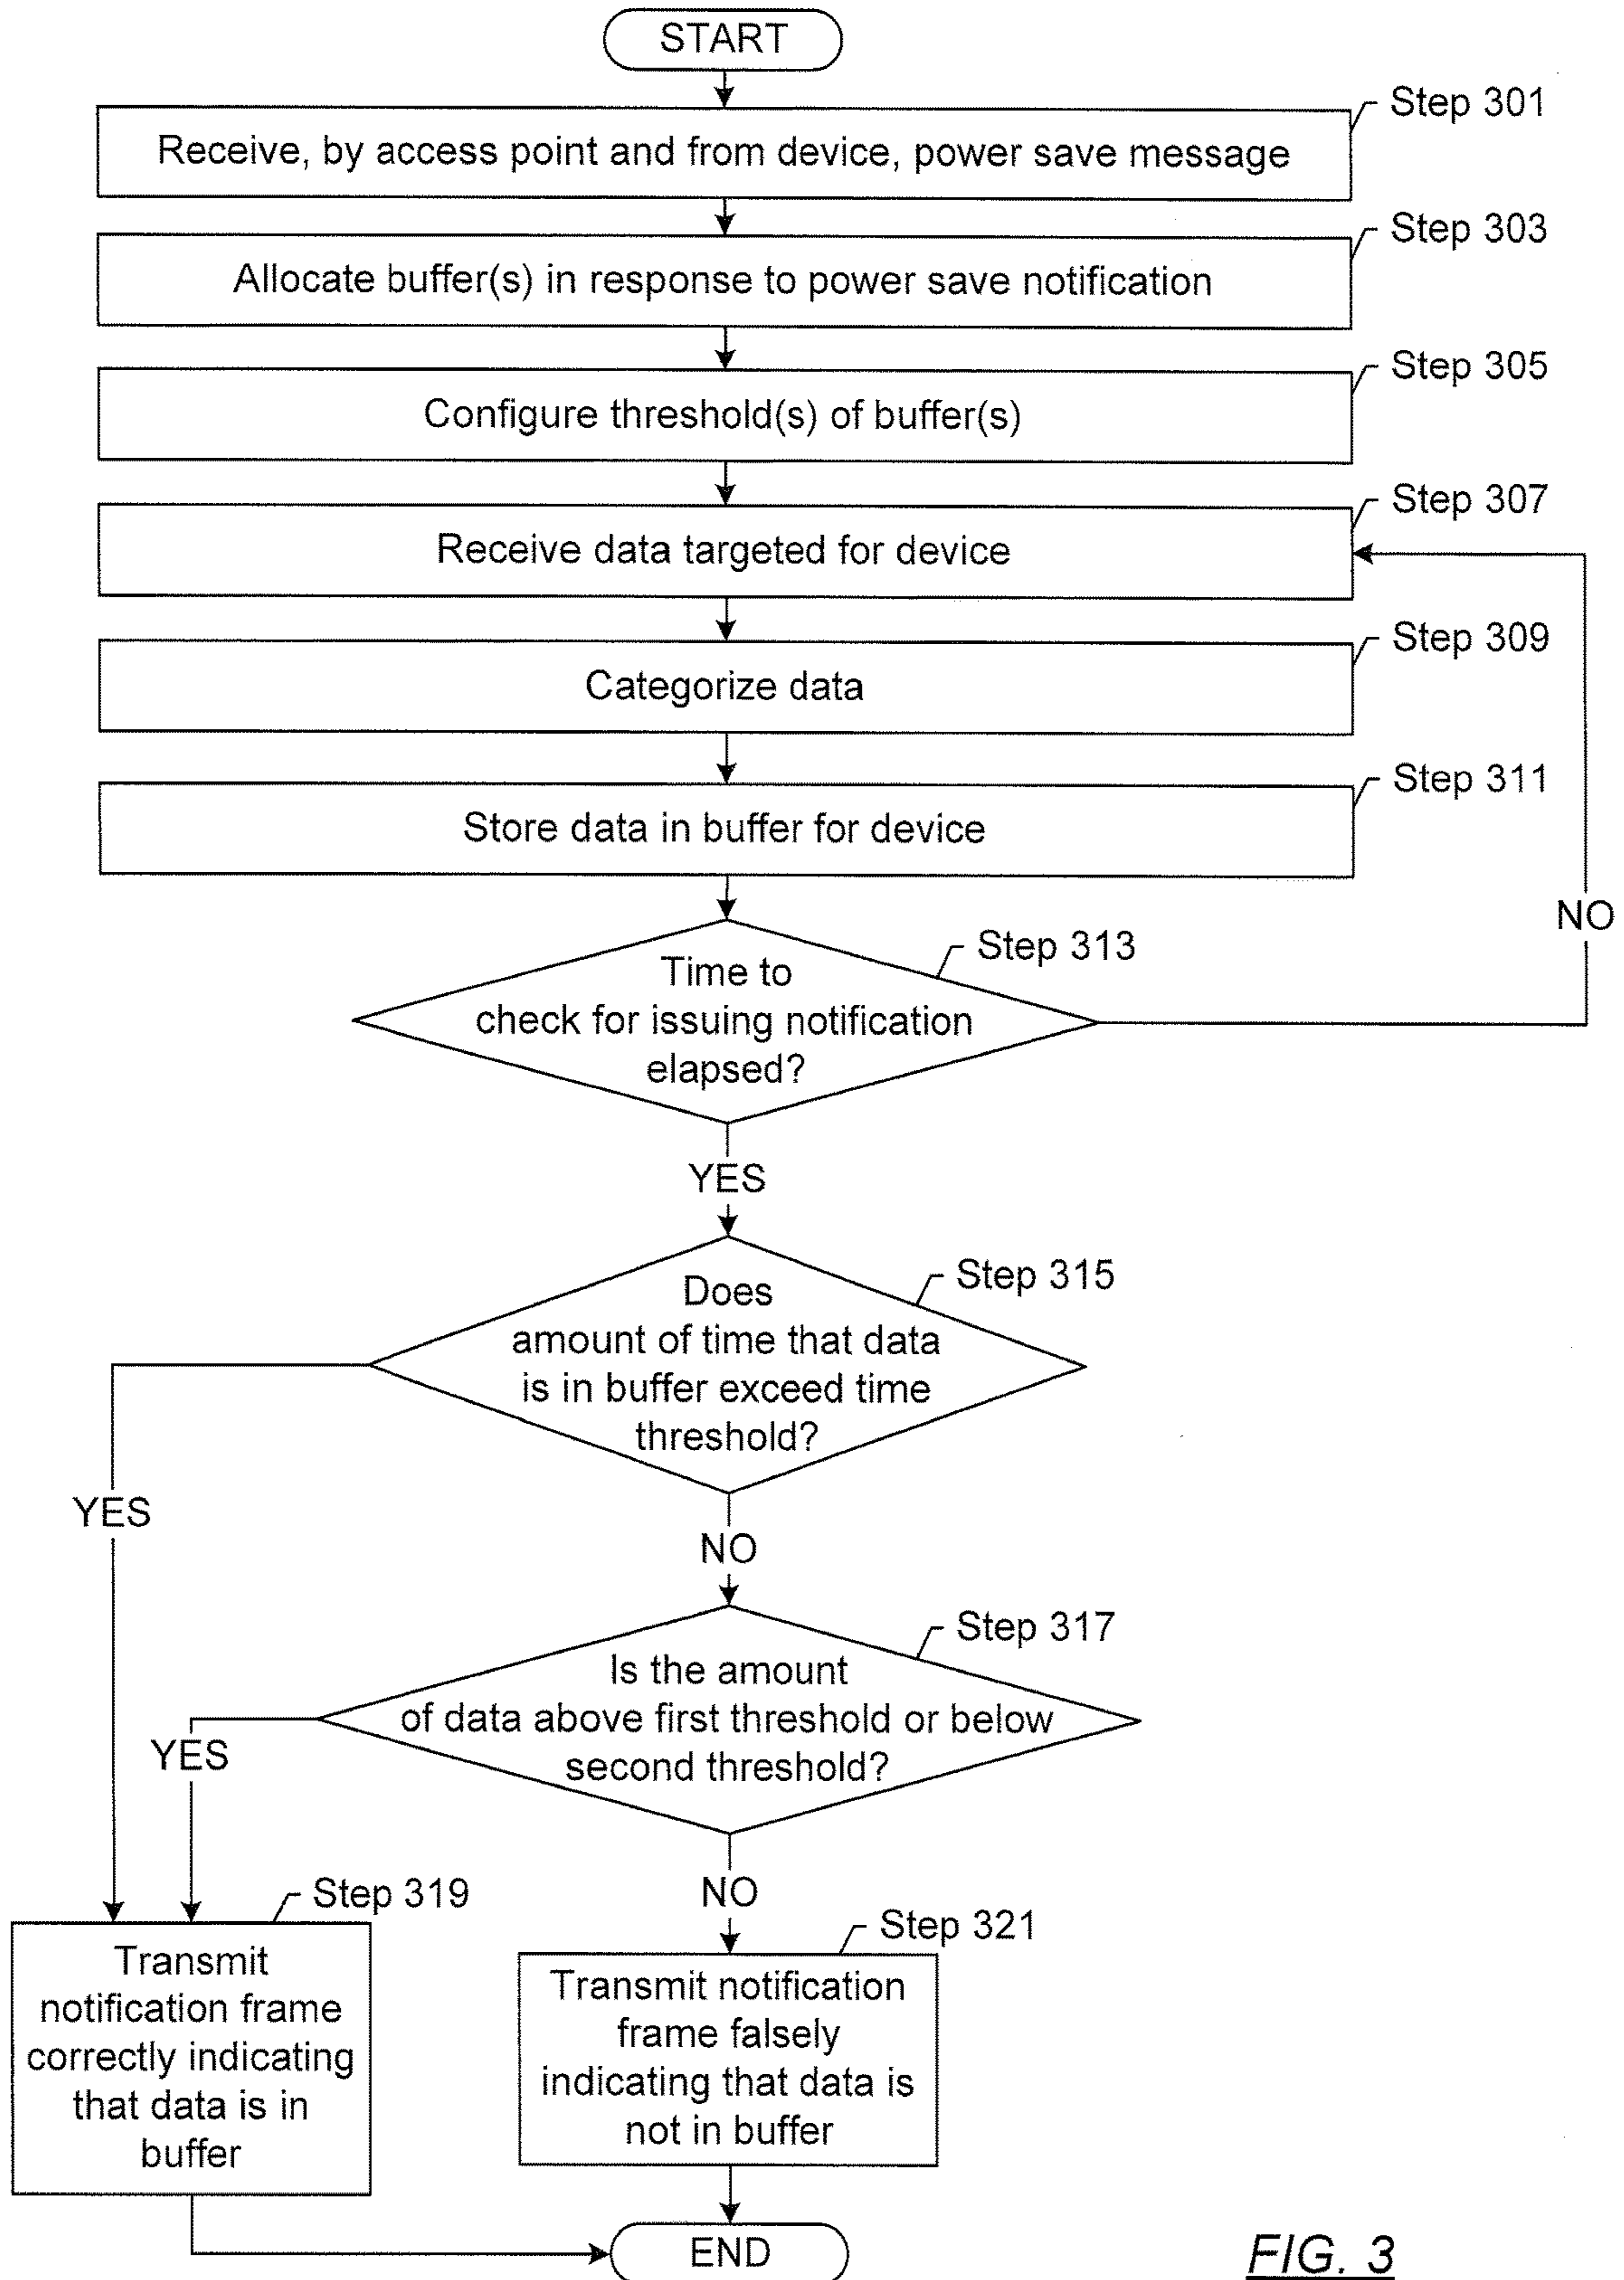 START
Step 301
Receive, by access point and from device, power save message
Step 303
Allocate buffer(s) in response to power save notification
Step 305
Configure threshold(s) of buffer(s)
Step 307
Receive data targeted for device
Step 309
Categorize data
Step 311
Store data in buffer for device
NO
Step 313
Time to
check for issuing notification
elapsed?
YES
Step 315
Does
amount of time that data
is in buffer exceed time
threshold?
YES
NO
Step 317
Is the amount
of data above first threshold or below
second threshold?
YES
NO
Step 319
Transmit
notification frame
correctly indicating
that data is in
buffer
Step 321
Transmit notification
frame falsely
indicating that data is
not in buffer
END
FIG. 3